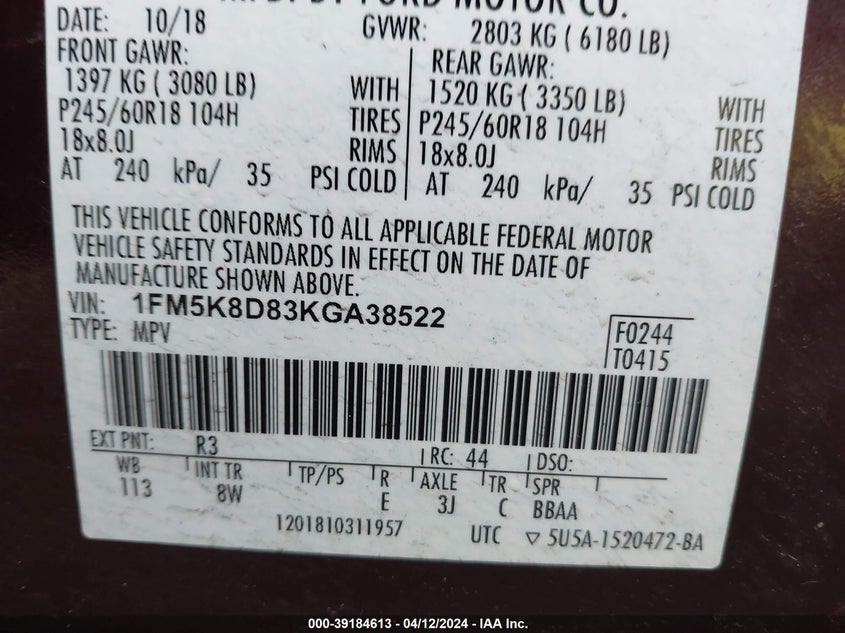 MOTOR CO.
DATE: 10/18 GVWR: 2803 KG ( 6180 LB)
FRONT GAWR: REAR GAWR:
1397 KG ( 3080 LB) WITH 1520 KG ( 3350 LB) WITH
P245/60R18 104H TIRES P245/60R18 104H TIRES
18x8.0J RIMS 18x8.0J RIMS
AT 240 kPa/ 35 PSI COLD AT 240 kPa/ 35 PSI COLD
THIS VEHICLE CONFORMS TO ALL APPLICABLE FEDERAL MOTOR
VEHICLE SAFETY STANDARDS IN EFFECT ON THE DATE OF
MANUFACTURE SHOWN ABOVE.
VIN: 1FM5K8D83KGA38522
TYPE: MPV
F0244
T0415
EXT PNT: R3 RC: 44 DSO:
WB INT TR TP/PS R AXLE TR SPR
113 8W E 3J C BBAA
1201810311957 UTC ▽ 5U5A-1520472-BA
000-39184613 - 04/12/2024 - IAA Inc.